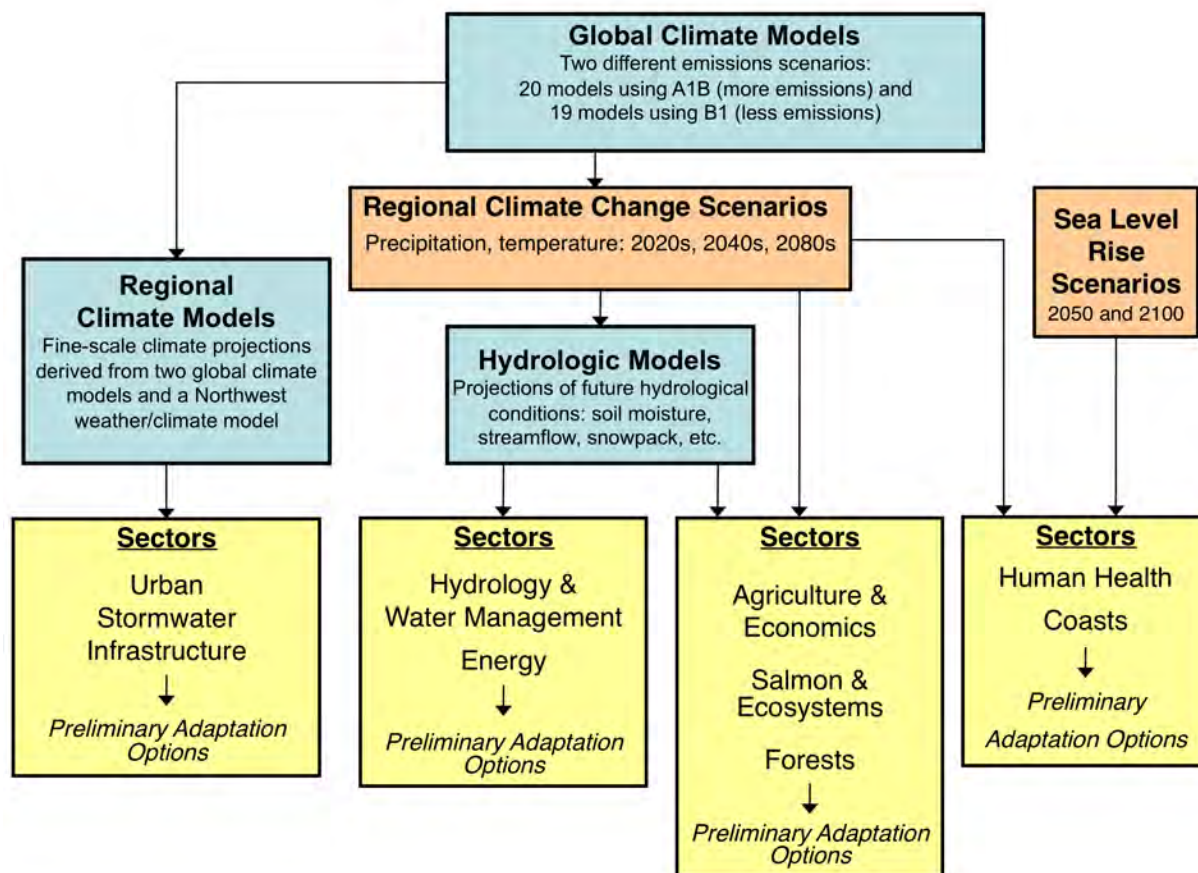 Global Climate Models
Two different emissions scenarios:
20 models using A1B (more emissions) and
19 models using B1 (less emissions)
Regional Climate Change Scenarios
Precipitation, temperature: 2020s, 2040s, 2080s
Sea Level
Rise
Scenarios
2050 and 2100
Regional
Climate Models
Fine-scale climate projections
derived from two global climate
models and a Northwest
weather/climate model
Hydrologic Models
Projections of future hydrological
conditions: soil moisture,
streamflow, snowpack, etc.
Sectors
Urban
Stormwater
Infrastructure
Preliminary Adaptation
Options
Sectors
Hydrology &
Water Management
Energy
Preliminary Adaptation
Options
Sectors
Agriculture &
Economics
Salmon &
Ecosystems
Forests
Preliminary Adaptation
Options
Sectors
Human Health
Coasts
Preliminary
Adaptation Options